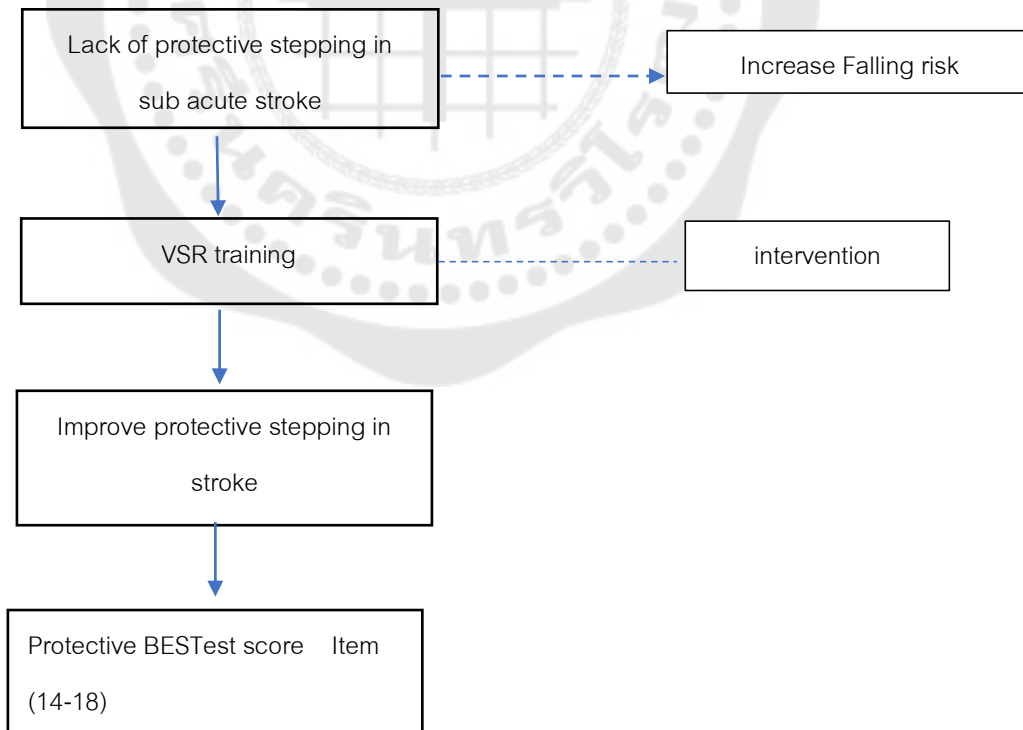 Lack of protective stepping in
sub acute stroke
Increase Falling risk
VSR training
intervention
Improve protective stepping in
stroke
Protective BESTest score Item
(14-18)